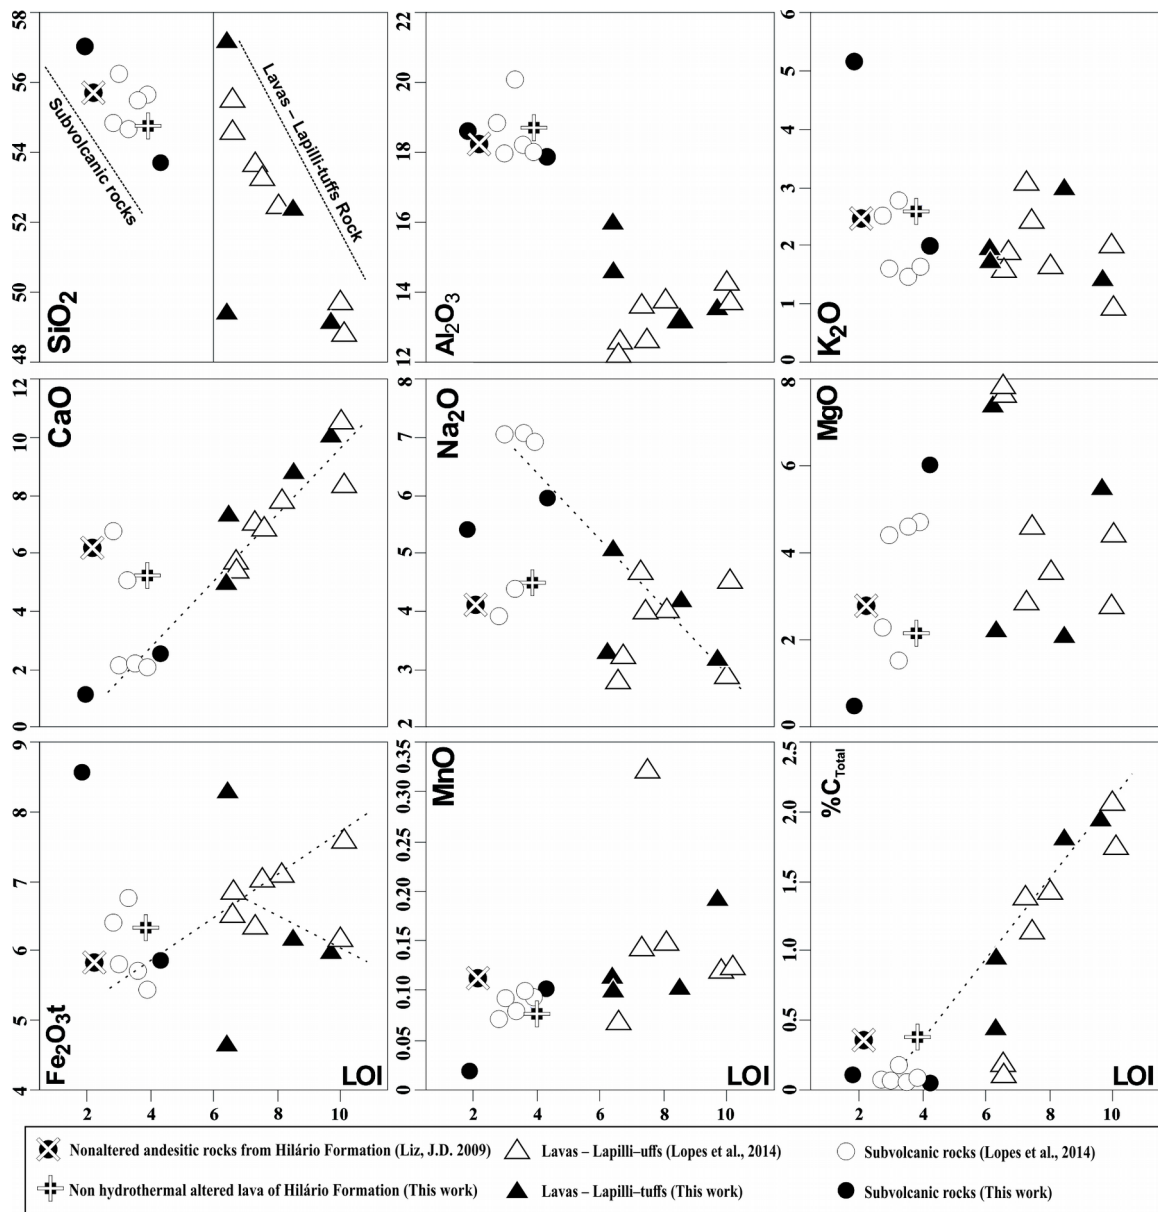 58
56
54
52
50
48
SiO2
Subvolcanic rocks
Lavas – Lapilli-tuffs Rock
22
20
18
16
14
12
Al2O3
6
5
4
3
2
1
0
K2O
12
10
8
6
4
2
0
CaO
8
7
6
5
4
3
2
Na2O
8
6
4
2
0
MgO
9
8
7
6
5
4
Fe2O3t
LOI
2 4 6 8 10
0.35
0.30
0.25
0.20
0.15
0.10
0.05
0
MnO
LOI
2 4 6 8 10
2.5
2.0
1.5
1.0
0.5
0
%CTotal
LOI
2 4 6 8 10
Nonaltered andesitic rocks from Hilário Formation (Liz, J.D. 2009)
Lavas – Lapilli–uffs (Lopes et al., 2014)
Subvolcanic rocks (Lopes et al., 2014)
Non hydrothermal altered lava of Hilário Formation (This work)
Lavas – Lapilli–tuffs (This work)
Subvolcanic rocks (This work)